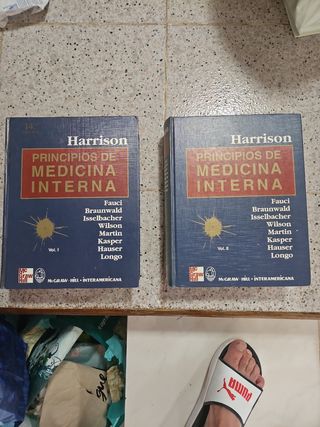 14.ª
Harrison
PRINCIPIOS DE
MEDICINA
INTERNA
Fauci
Braunwald
Isselbacher
Wilson
Martin
Kasper
Hauser
Longo
Vol. I
McGRAW - HILL • INTERAMERICANA
Harrison
PRINCIPIOS DE
MEDICINA
INTERNA
Fauci
Braunwald
Isselbacher
Wilson
Martin
Kasper
Hauser
Longo
Vol. II
McGRAW - HILL • INTERAMERICANA
PUMA